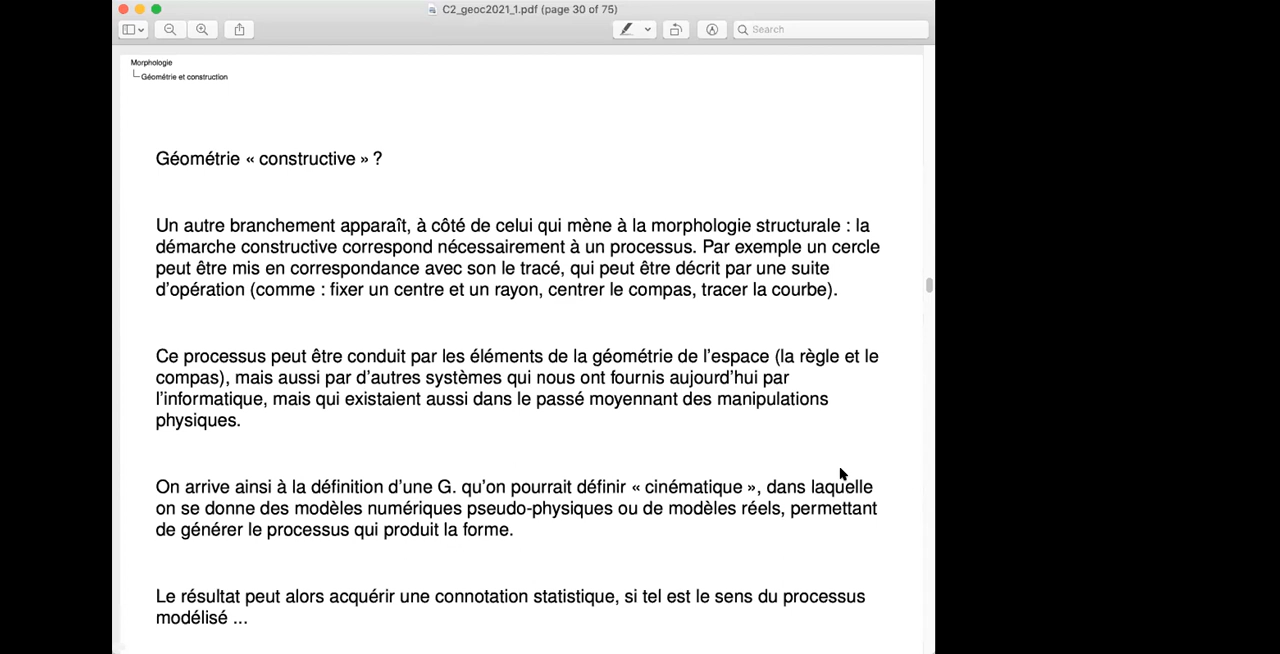 C2_geoc2021_1.pdf (page 30 of 75)
Search
Morphologie
Géométrie et construction
Géométrie « constructive » ?
Un autre branchement apparaît, à côté de celui qui mène à la morphologie structurale : la
démarche constructive correspond nécessairement à un processus. Par exemple un cercle
peut être mis en correspondance avec son le tracé, qui peut être décrit par une suite
d’opération (comme : fixer un centre et un rayon, centrer le compas, tracer la courbe).
Ce processus peut être conduit par les éléments de la géométrie de l’espace (la règle et le
compas), mais aussi par d’autres systèmes qui nous ont fournis aujourd’hui par
l’informatique, mais qui existaient aussi dans le passé moyennant des manipulations
physiques.
On arrive ainsi à la définition d’une G. qu’on pourrait définir « cinématique », dans laquelle
on se donne des modèles numériques pseudo-physiques ou de modèles réels, permettant
de générer le processus qui produit la forme.
Le résultat peut alors acquérir une connotation statistique, si tel est le sens du processus
modélisé ...